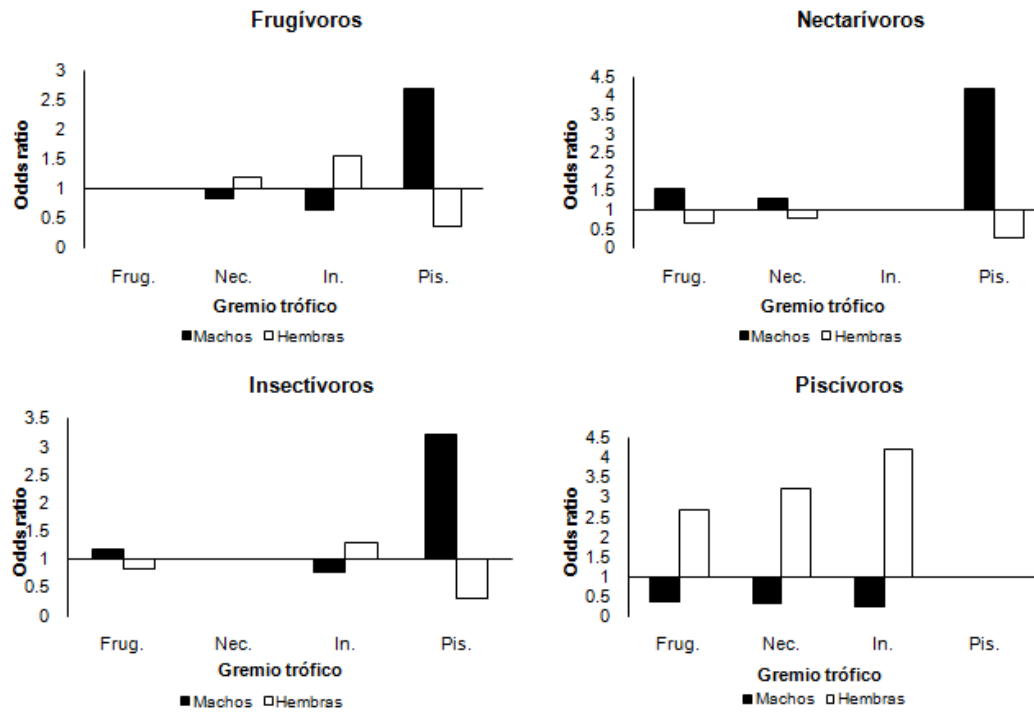 Frugívoros
3
2.5
2
1.5
1
0.5
0
Odds ratio
Frug. Nec. In. Pis.
Gremio trófico
Machos Hembras
Nectarívoros
4.5
4
3.5
3
2.5
2
1.5
1
0.5
0
Odds ratio
Frug. Nec. In. Pis.
Gremio trófico
Machos Hembras
Insectívoros
3.5
3
2.5
2
1.5
1
0.5
0
Odds ratio
Frug. Nec. In. Pis.
Gremio trófico
Machos Hembras
Piscívoros
4.5
4
3.5
3
2.5
2
1.5
1
0.5
0
Odds ratio
Frug. Nec. In. Pis.
Gremio trófico
Machos Hembras